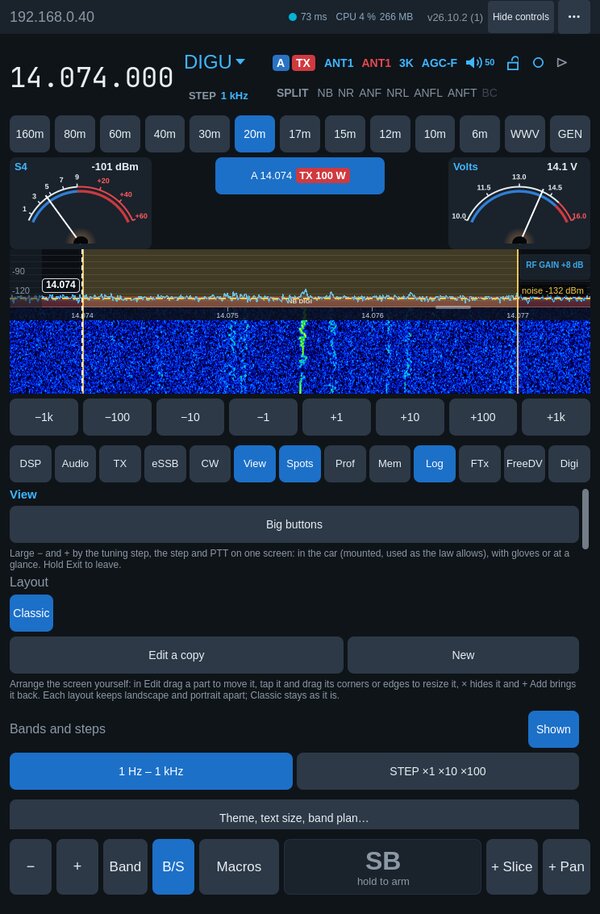 192.168.0.40 73 ms CPU 4 % 266 MB v26.10.2 (1) Hide controls ...
14.074.000 DIGU A TX ANT1 ANT1 3K AGC-F 50
STEP 1 kHz SPLIT NB NR ANF NRL ANFL ANFT BC
160m 80m 60m 40m 30m 20m 17m 15m 12m 10m 6m WWV GEN
S4 -101 dBm
1 3 5 7 9 +20 +40 +60
A 14.074 TX 100 W
Volts 14.1 V
10.0 11.5 13.0 14.5 16.0
-90
RF GAIN +8 dB
14.074
-120
noise -132 dBm
14.074 14.075 14.076 14.077
−1k −100 −10 −1 +1 +10 +100 +1k
DSP Audio TX eSSB CW View Spots Prof Mem Log FTx FreeDV Digi
View
Big buttons
Large − and + by the tuning step, the step and PTT on one screen: in the car (mounted, used as the law allows), with gloves or at a
glance. Hold Exit to leave.
Layout
Classic
Edit a copy New
Arrange the screen yourself: in Edit drag a part to move it, tap it and drag its corners or edges to resize it, × hides it and + Add brings
it back. Each layout keeps landscape and portrait apart; Classic stays as it is.
Bands and steps Shown
1 Hz – 1 kHz STEP ×1 ×10 ×100
Theme, text size, band plan…
− + Band B/S Macros SB + Slice + Pan
hold to arm